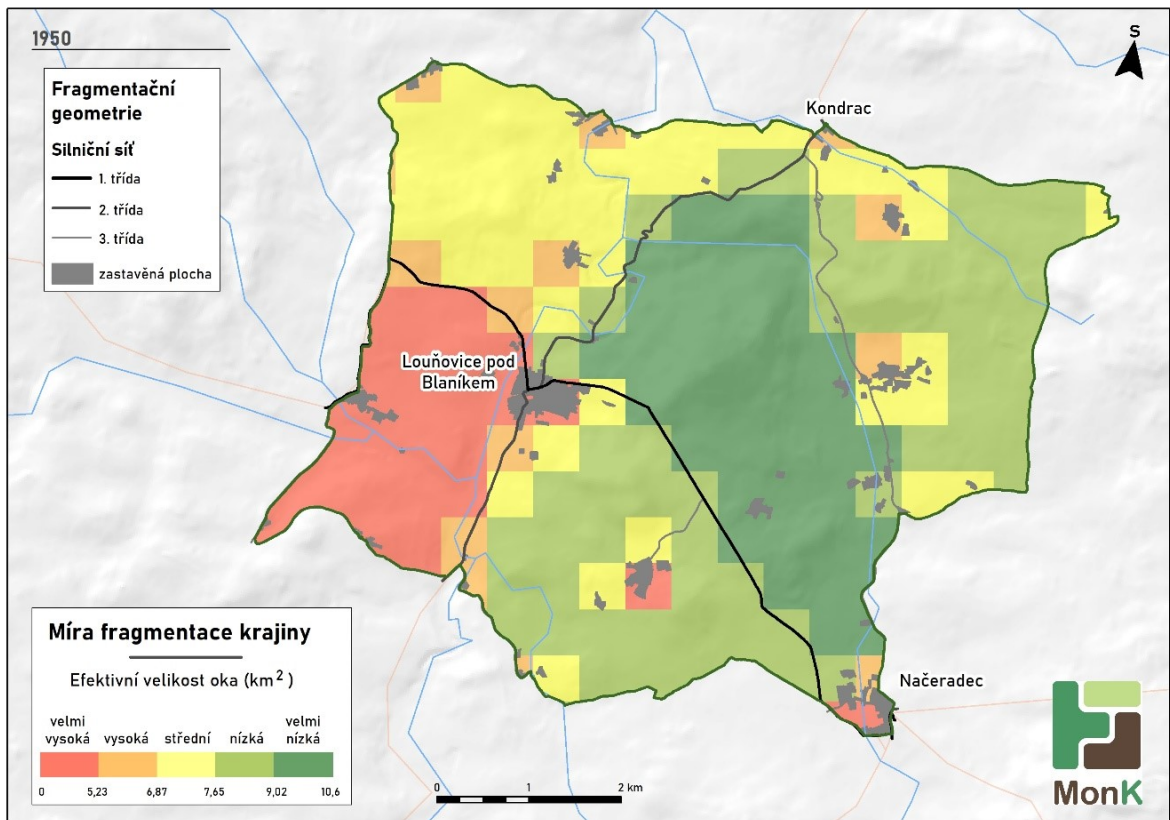 1950
Fragmentační
geometrie
Silniční síť
1. třída
2. třída
3. třída
zastavěná plocha
S
Kondrac
Louňovice pod
Blaníkem
Načeradec
Míra fragmentace krajiny
Efektivní velikost oka (km²)
velmi vysoká
vysoká
střední
nízká
velmi nízká
0 5,23 6,87 7,65 9,02 10,6
0 1 2 km
MonK